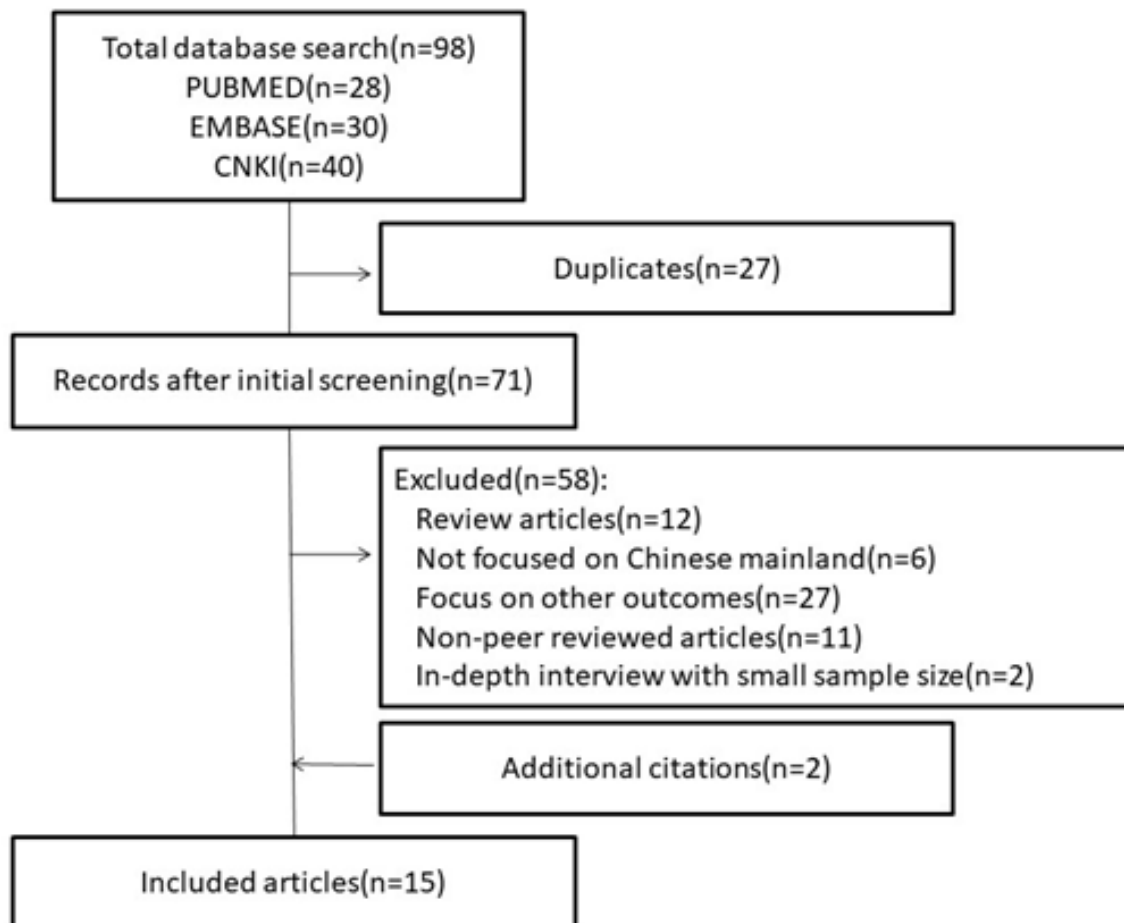 Total database search(n=98)
PUBMED(n=28)
EMBASE(n=30)
CNKI(n=40)
Duplicates(n=27)
Records after initial screening(n=71)
Excluded(n=58):
Review articles(n=12)
Not focused on Chinese mainland(n=6)
Focus on other outcomes(n=27)
Non-peer reviewed articles(n=11)
In-depth interview with small sample size(n=2)
Additional citations(n=2)
Included articles(n=15)